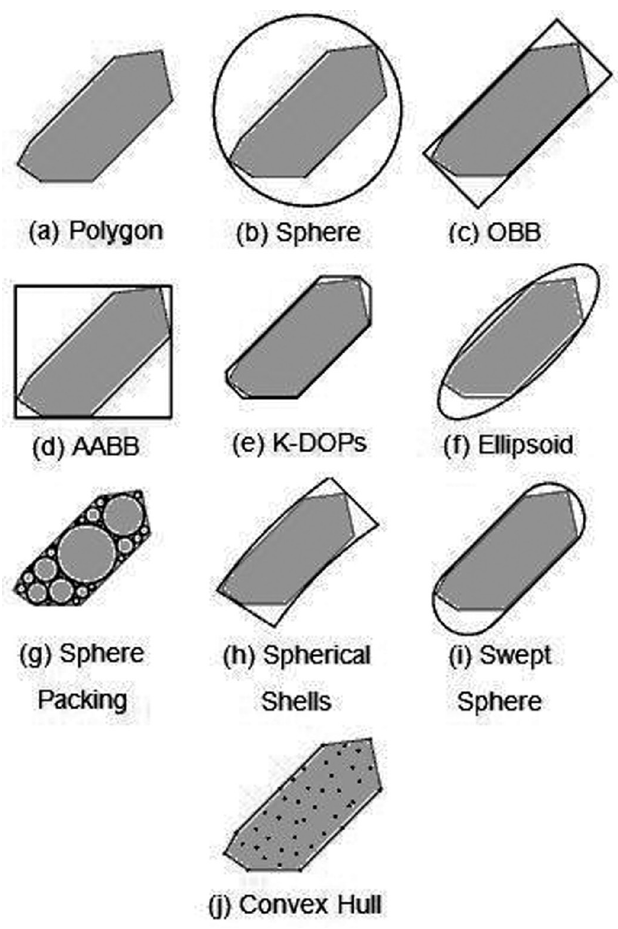 (a) Polygon
(b) Sphere
(c) OBB
(d) AABB
(e) K-DOPs
(f) Ellipsoid
(g) Sphere
Packing
(h) Spherical
Shells
(i) Swept
Sphere
(j) Convex Hull